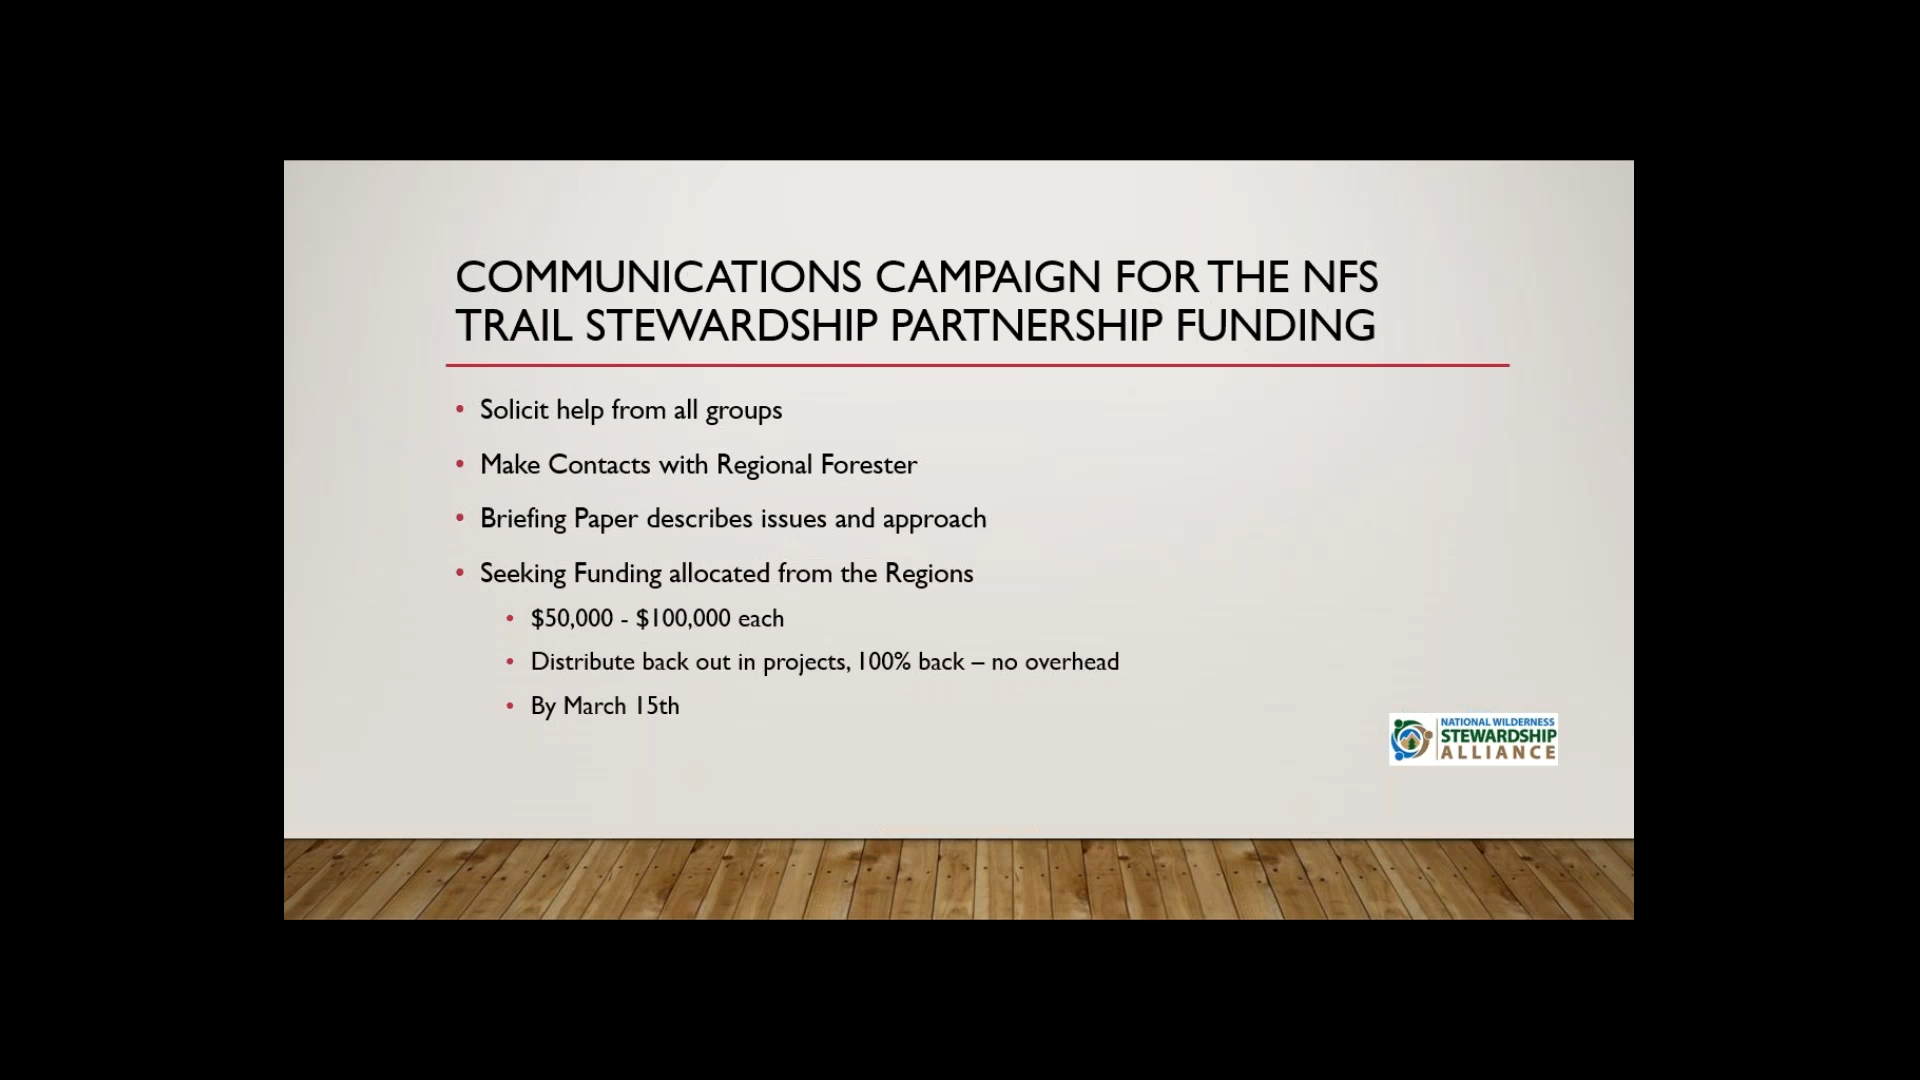 COMMUNICATIONS CAMPAIGN FOR THE NFS
TRAIL STEWARDSHIP PARTNERSHIP FUNDING
• Solicit help from all groups
• Make Contacts with Regional Forester
• Briefing Paper describes issues and approach
• Seeking Funding allocated from the Regions
• $50,000 - $100,000 each
• Distribute back out in projects, 100% back – no overhead
• By March 15th
NATIONAL WILDERNESS
STEWARDSHIP
ALLIANCE